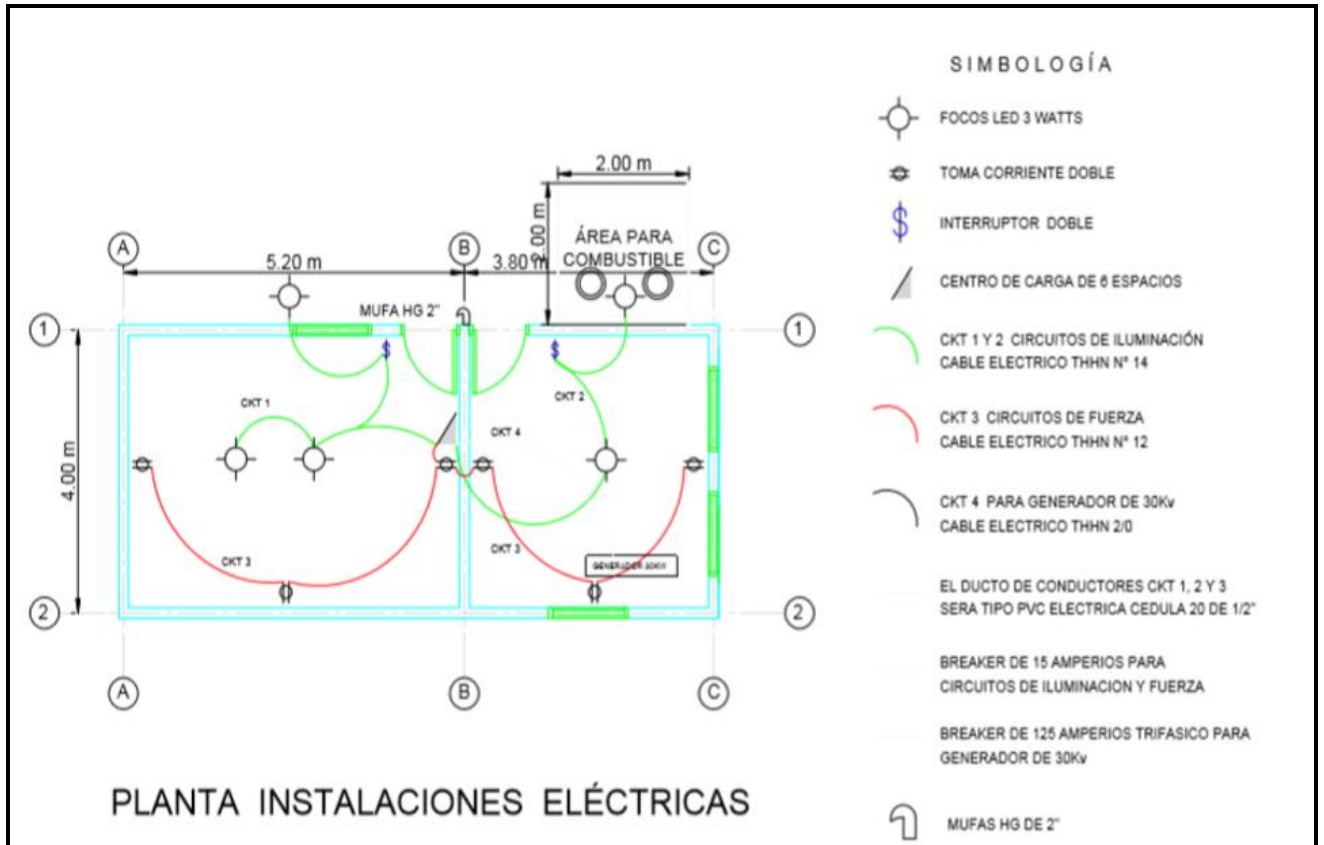 SIMBOLOGÍA
FOCOS LED 3 WATTS
TOMA CORRIENTE DOBLE
INTERRUPTOR DOBLE
CENTRO DE CARGA DE 6 ESPACIOS
CKT 1 Y 2 CIRCUITOS DE ILUMINACIÓN
CABLE ELECTRICO THHN N° 14
CKT 3 CIRCUITOS DE FUERZA
CABLE ELECTRICO THHN N° 12
CKT 4 PARA GENERADOR DE 30Kv
CABLE ELECTRICO THHN 2/0
EL DUCTO DE CONDUCTORES CKT 1, 2 Y 3
SERA TIPO PVC ELECTRICA CEDULA 20 DE 1/2"
BREAKER DE 15 AMPERIOS PARA
CIRCUITOS DE ILUMINACION Y FUERZA
BREAKER DE 125 AMPERIOS TRIFASICO PARA
GENERADOR DE 30Kv
MUFAS HG DE 2"
2.00 m
2.00 m
ÁREA PARA
COMBUSTIBLE
A
B
C
5.20 m
3.80 m
MUFA HG 2"
1
1
CKT 1
CKT 2
CKT 4
4.00 m
CKT 3
CKT 3
GENERADOR 30KW
2
2
A
B
C
PLANTA INSTALACIONES ELÉCTRICAS